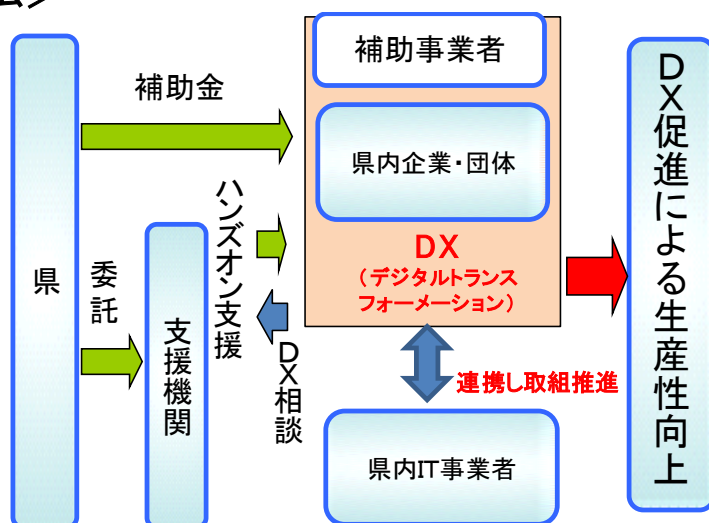 補助事業者
補助金
県内企業・団体
ハンズオン支援
DX
(デジタルトランス
フォーメーション)
県
委託
支援機関
DX相談
連携し取組推進
県内IT事業者
DX促進による生産性向上